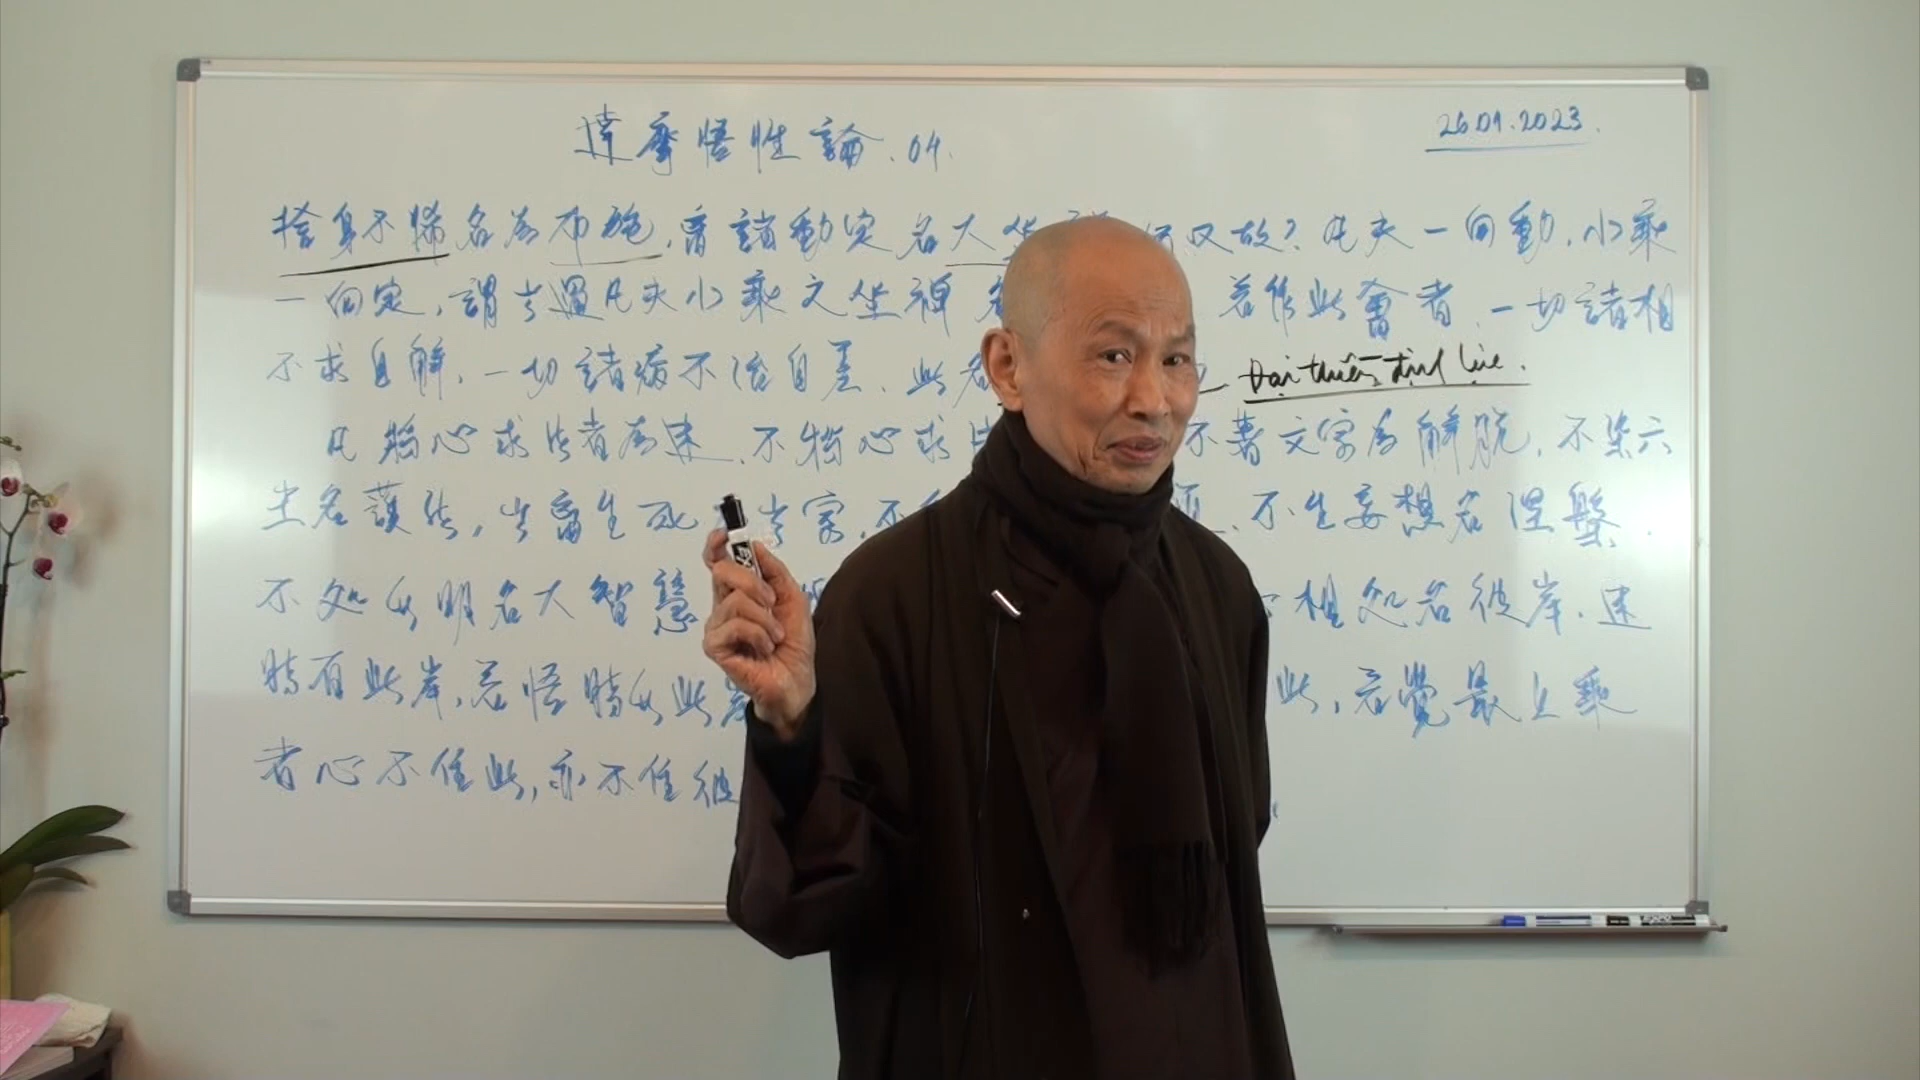 達摩悟性論.04.
26.01.2023.
捨身不悋名為布施,離諸動定名大坐 何以故?凡夫一向動,小乘
一向定,謂出過凡夫小乘之坐禪名 若作此會者,一切諸相
不求自解,一切諸病不治自差,此名
Đại thiền định lực.
凡將心求法者為迷,不將心求 不著文字為解脫,不染六
塵名護法,出離生死 出家,不 不生妄想名涅槃.
不處無明名大智慧 相處名彼岸.迷
時有此岸,若悟時無此岸 此,若覺最上乘
者心不住此,亦不住彼